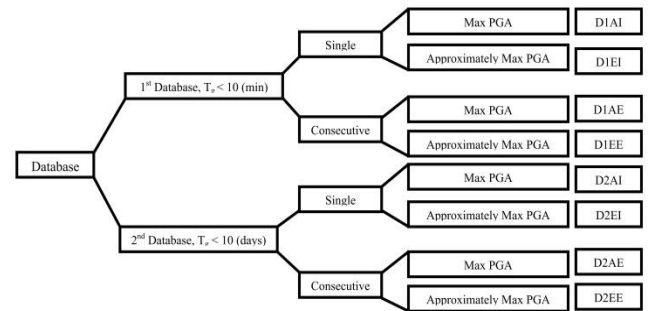 Max PGA D1AI
Single
Approximately Max PGA D1EI
1st Database, Te < 10 (min)
Max PGA D1AE
Consecutive
Approximately Max PGA D1EE
Database
Max PGA D2AI
Single
Approximately Max PGA D2EI
2nd Database, Te < 10 (days)
Max PGA D2AE
Consecutive
Approximately Max PGA D2EE